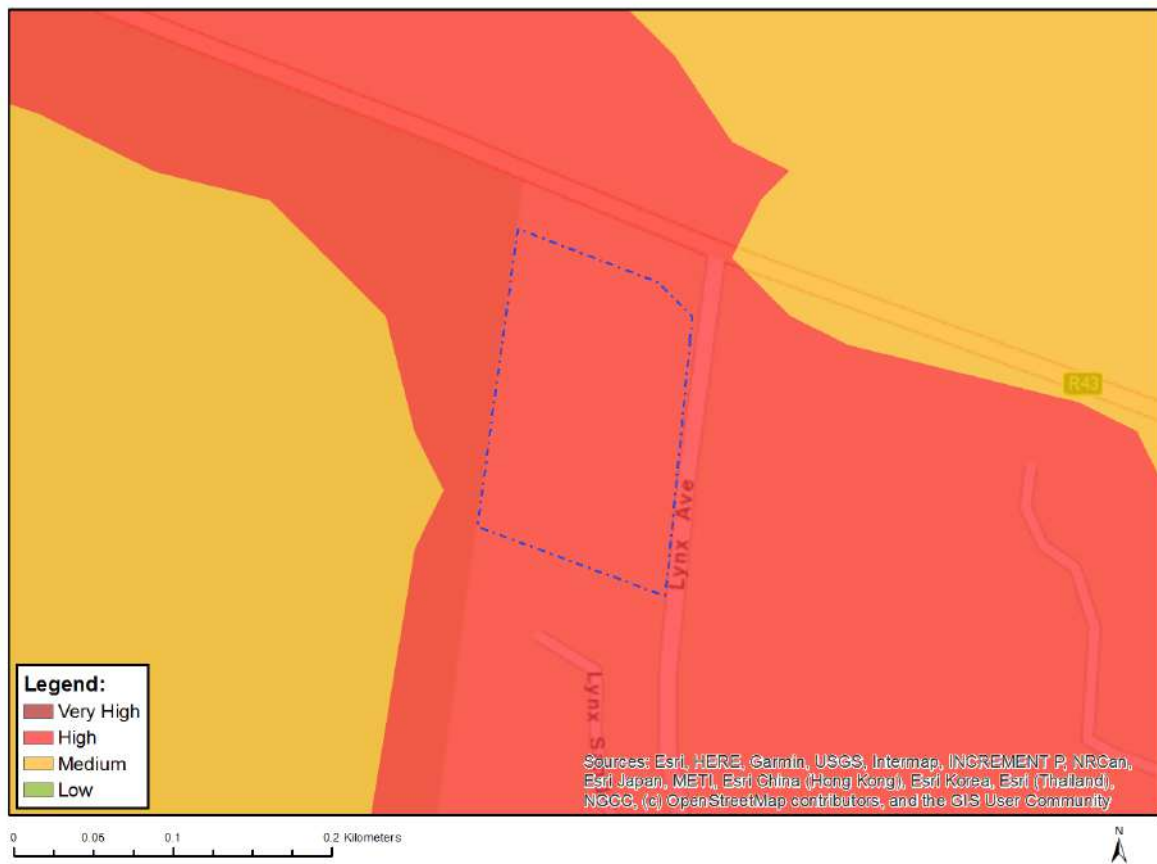 R43
Lynx Ave
Lynx S
Legend:
Very High
High
Medium
Low
Sources: Esri, HERE, Garmin, USGS, Intermap, INCREMENT P, NRCan,
Esri Japan, METI, Esri China (Hong Kong), Esri Korea, Esri (Thailand),
NGCC, (c) OpenStreetMap contributors, and the GIS User Community
0 0.05 0.1 0.2 Kilometers
N